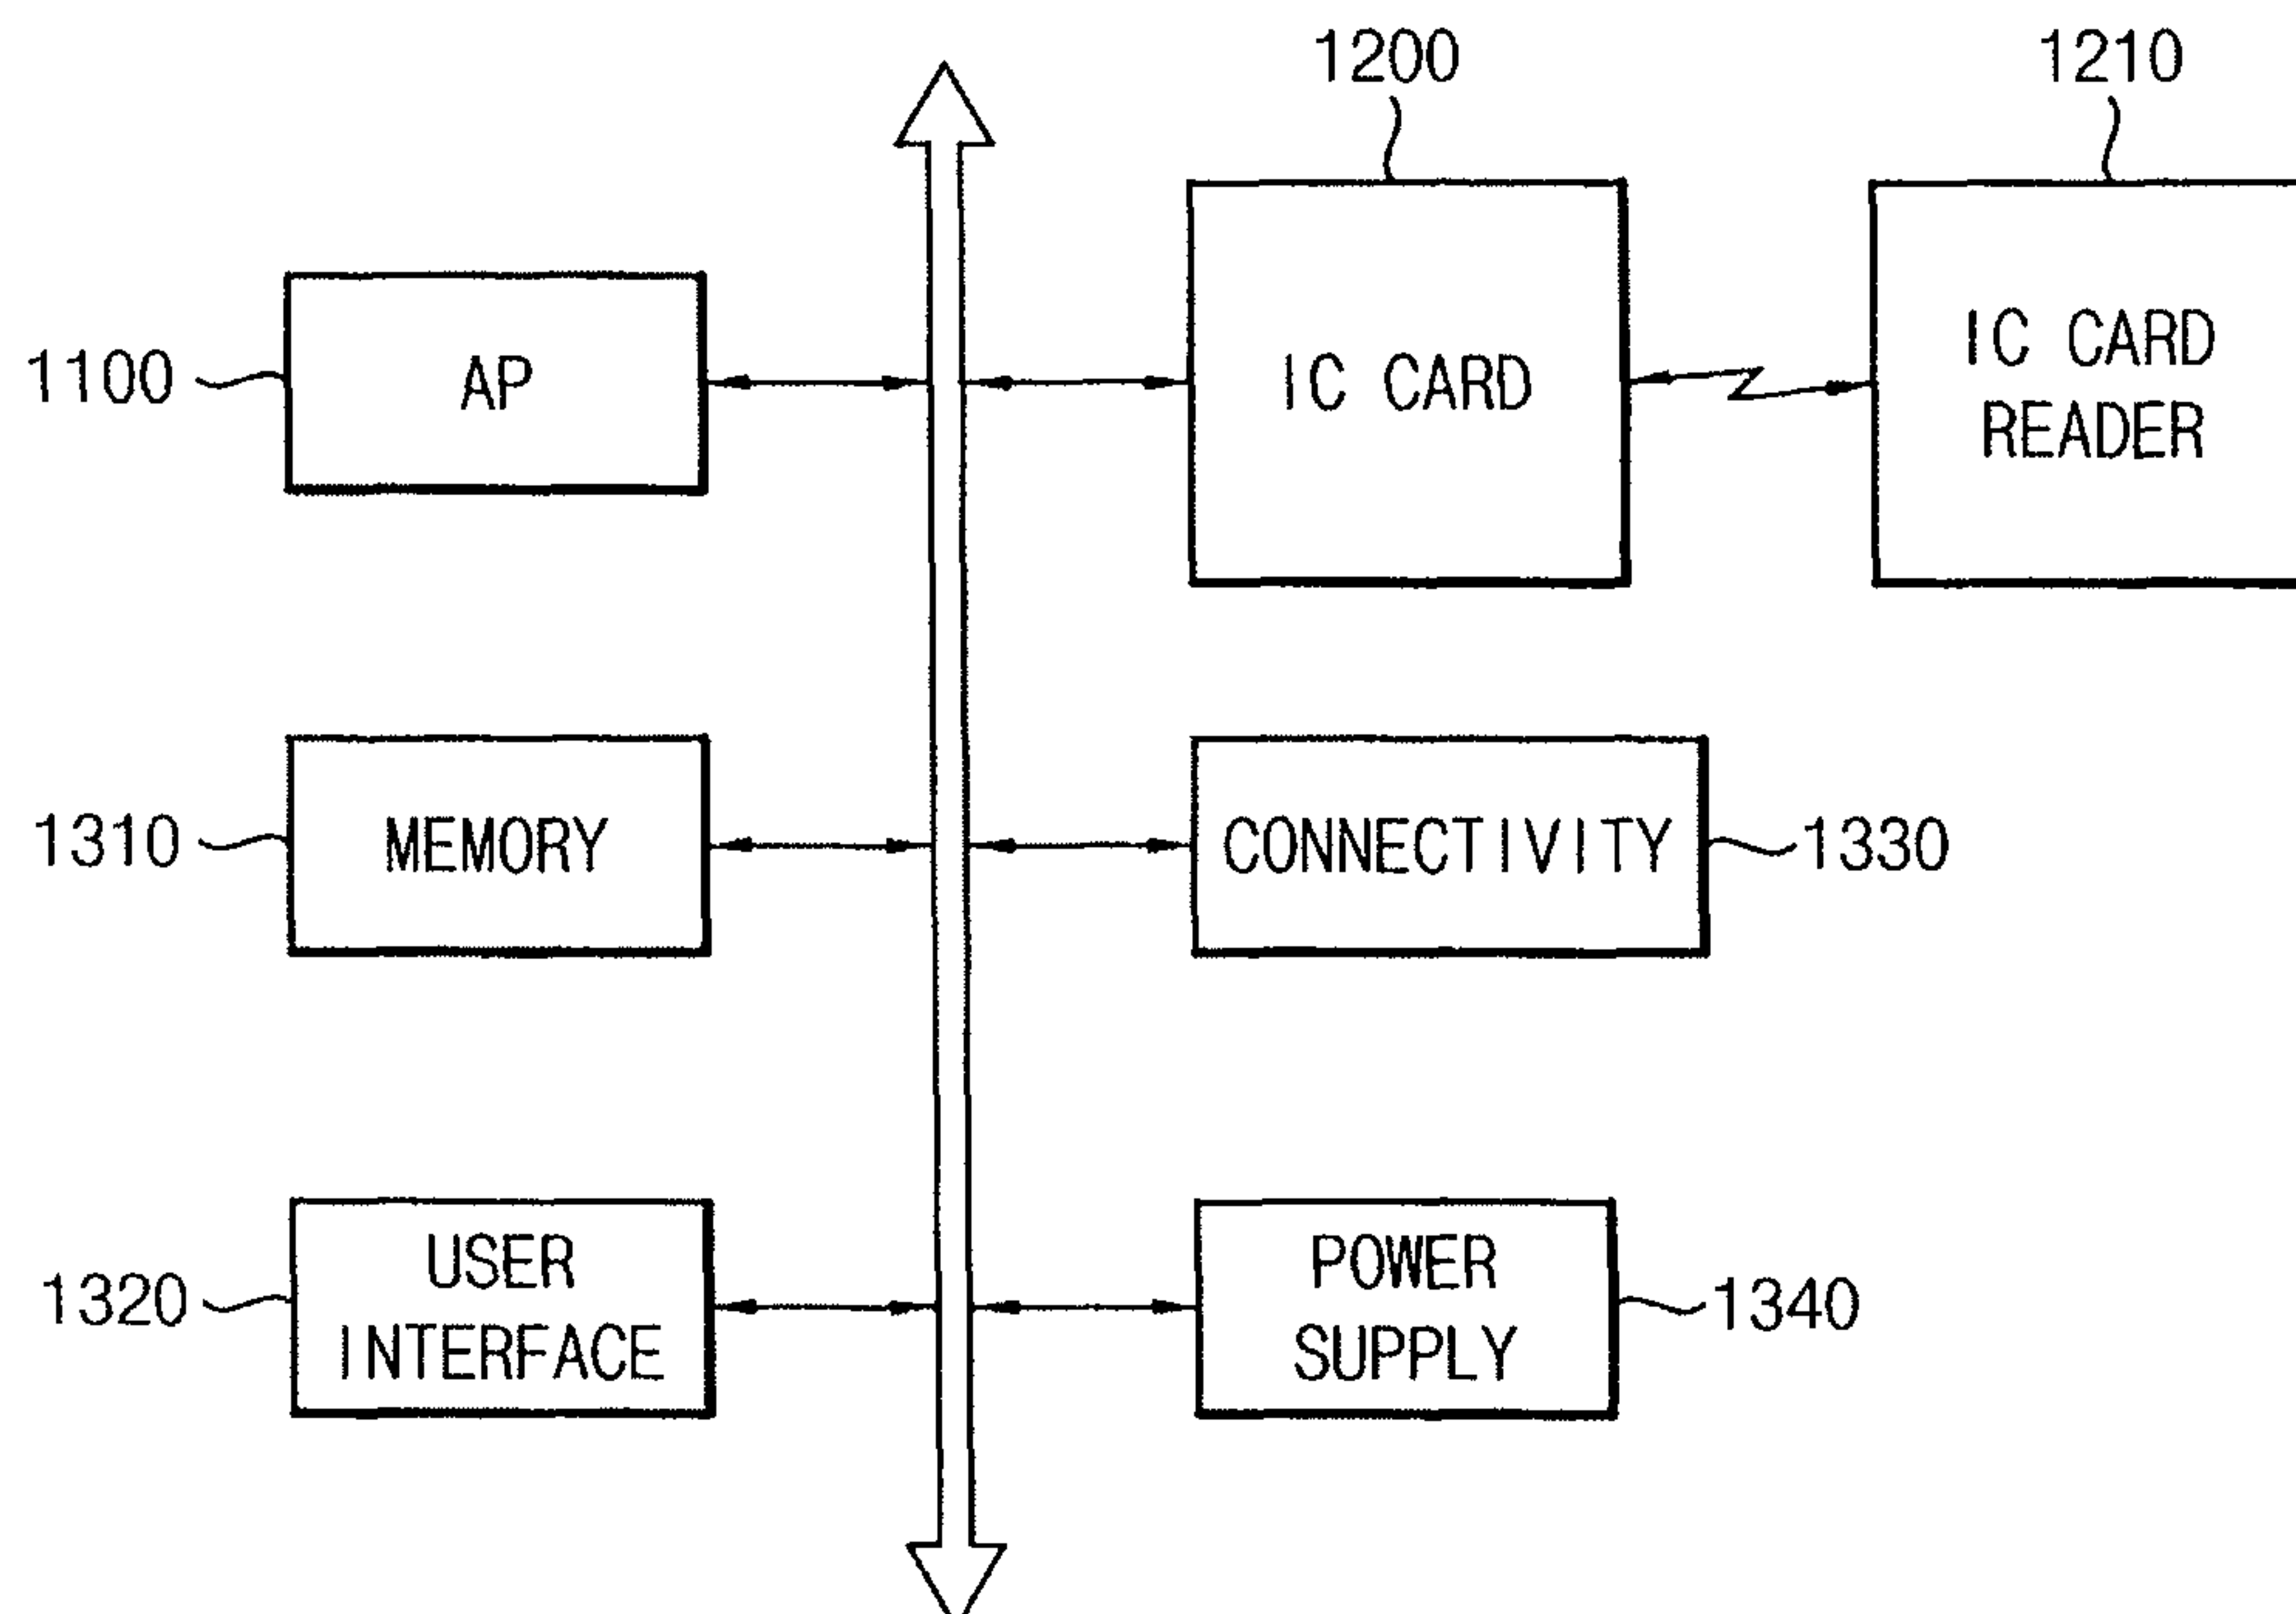 1200
1210
1100
AP
IC CARD
IC CARD
READER
1310
MEMORY
CONNECTIVITY
1330
1320
USER
INTERFACE
POWER
SUPPLY
1340